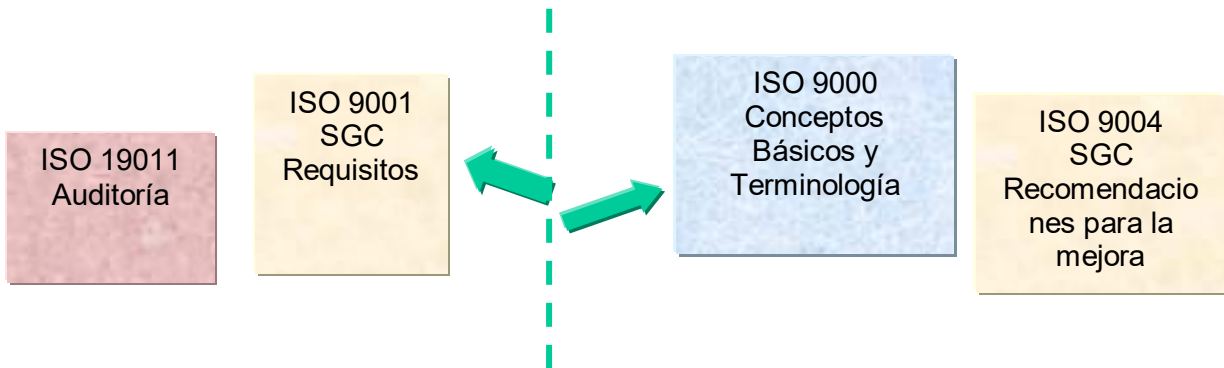 ISO 19011
Auditoría
ISO 9001
SGC
Requisitos
ISO 9000
Conceptos
Básicos y
Terminología
ISO 9004
SGC
Recomendacio
nes para la
mejora